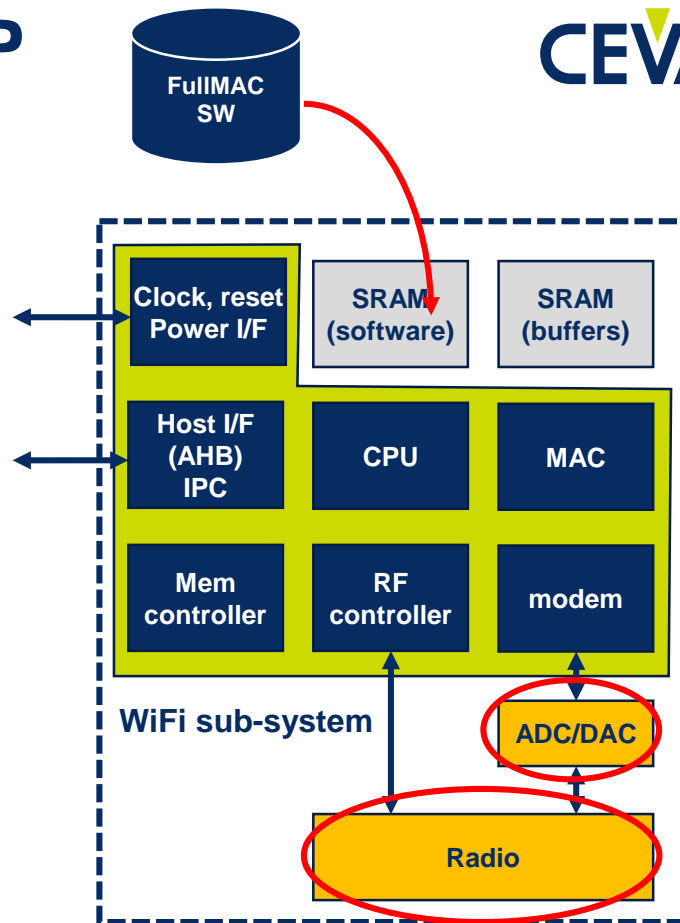 P
CEVA
FullMAC
SW
Clock, reset
Power I/F
SRAM
(software)
SRAM
(buffers)
Host I/F
(AHB)
IPC
CPU
MAC
Mem
controller
RF
controller
modem
WiFi sub-system
ADC/DAC
Radio